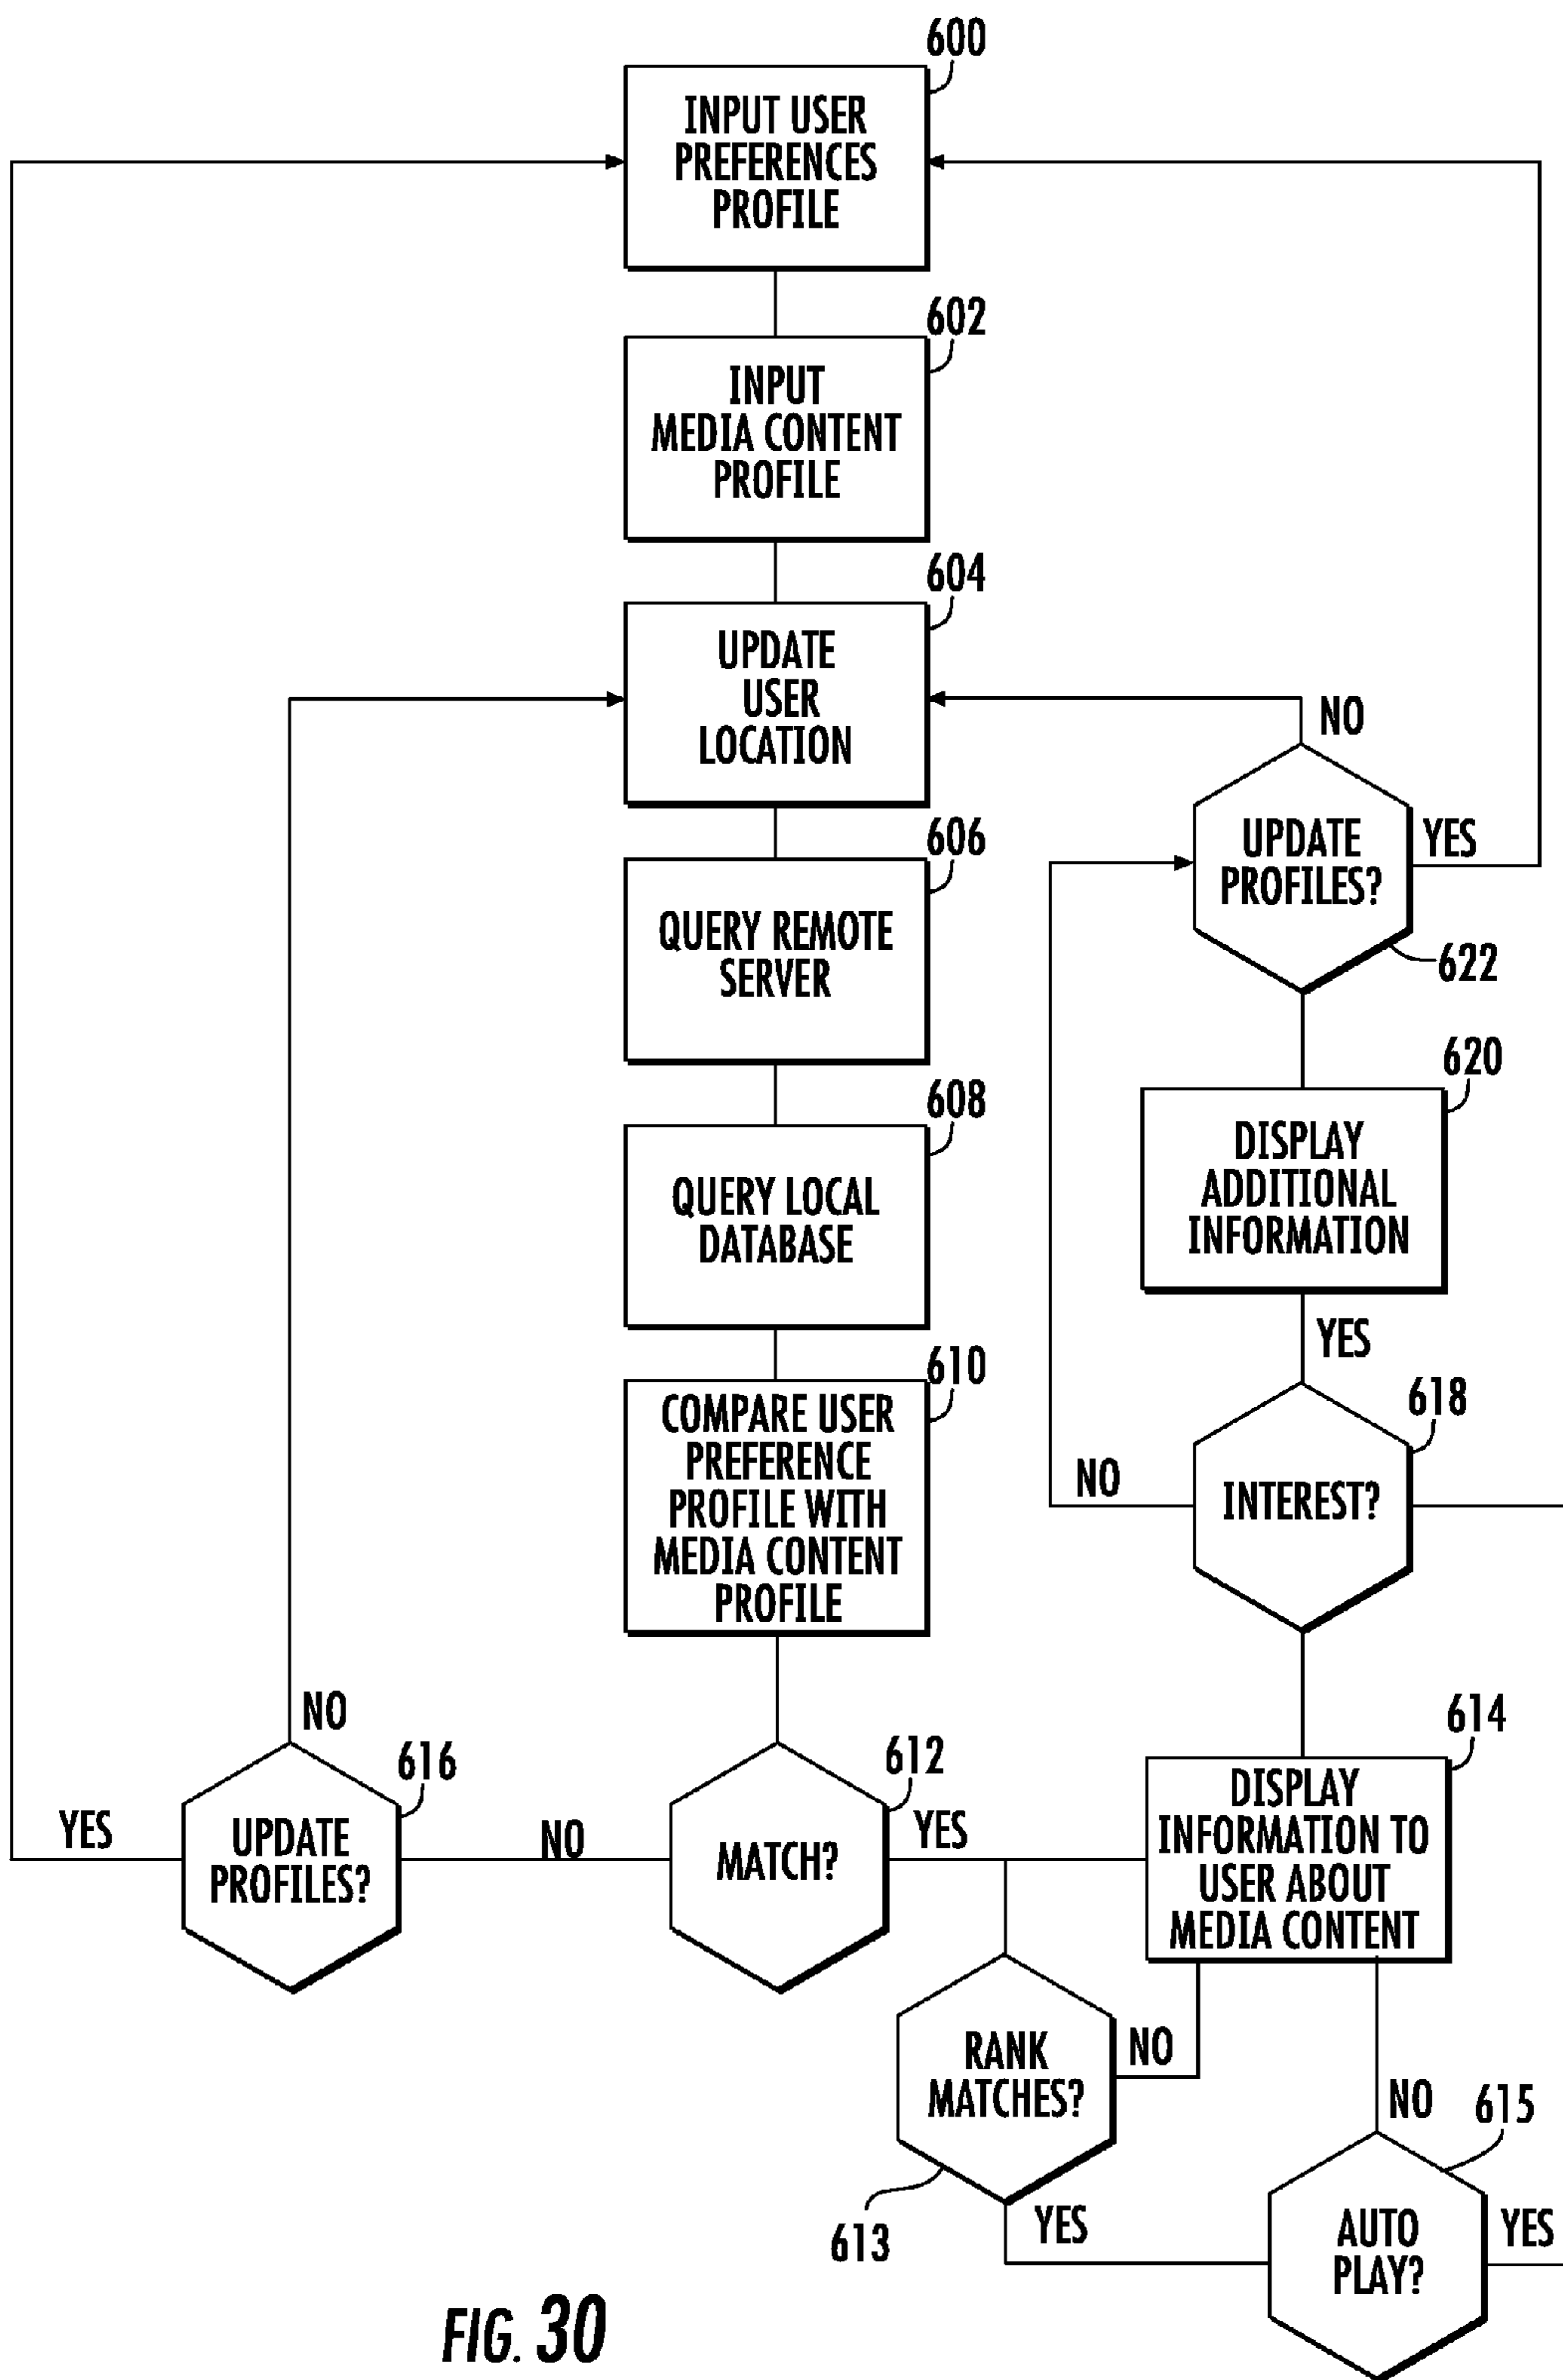 600
INPUT USER
PREFERENCES
PROFILE
602
INPUT
MEDIA CONTENT
PROFILE
604
UPDATE
USER
LOCATION
NO
606
QUERY REMOTE
SERVER
UPDATE
PROFILES?
YES
622
608
QUERY LOCAL
DATABASE
620
DISPLAY
ADDITIONAL
INFORMATION
YES
610
COMPARE USER
PREFERENCE
PROFILE WITH
MEDIA CONTENT
PROFILE
618
NO
INTEREST?
NO
616
YES
UPDATE
PROFILES?
NO
612
MATCH?
YES
614
DISPLAY
INFORMATION TO
USER ABOUT
MEDIA CONTENT
RANK
MATCHES?
NO
613
YES
NO
615
AUTO
PLAY?
YES
FIG. 30